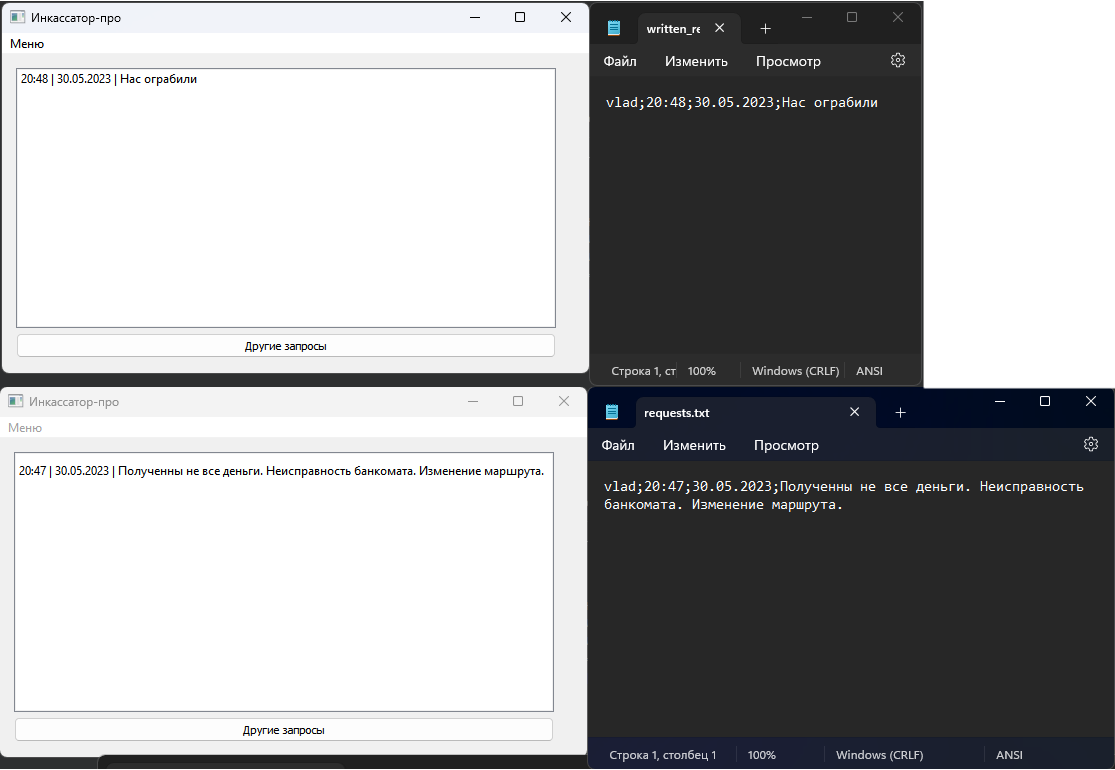 Инкассатор-про
Меню
20:48 | 30.05.2023 | Нас ограбили
Другие запросы
written_re
Файл Изменить Просмотр
vlad;20:48;30.05.2023;Нас ограбили
Строка 1, ст 100% Windows (CRLF) ANSI
Инкассатор-про
Меню
20:47 | 30.05.2023 | Полученны не все деньги. Неисправность банкомата. Изменение маршрута.
Другие запросы
requests.txt
Файл Изменить Просмотр
vlad;20:47;30.05.2023;Полученны не все деньги. Неисправность
банкомата. Изменение маршрута.
Строка 1, столбец 1 100% Windows (CRLF) ANSI